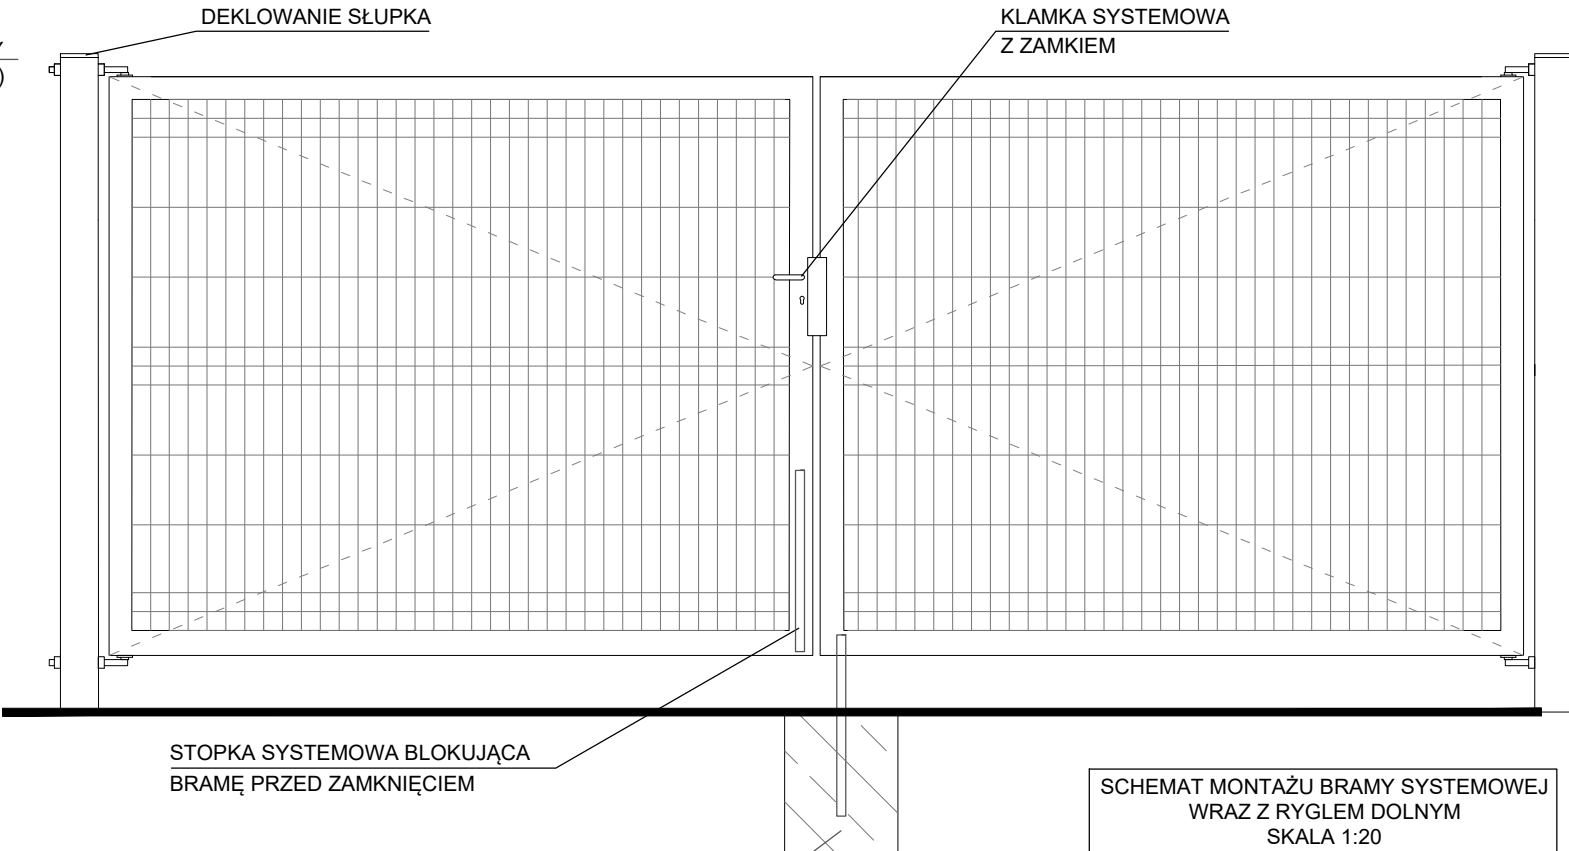 DEKLOWANIE SŁUPKA
KLAMKA SYSTEMOWA
Z ZAMKIEM
)
STOPKA SYSTEMOWA BLOKUJĄCA
BRAMĘ PRZED ZAMKNIĘCIEM
SCHEMAT MONTAŻU BRAMY SYSTEMOWEJ
WRAZ Z RYGLEM DOLNYM
SKALA 1:20